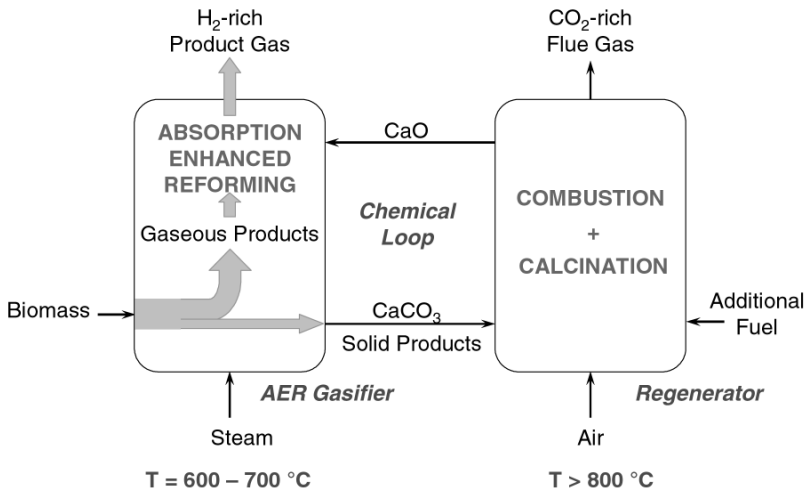 H₂-rich
Product Gas
CO₂-rich
Flue Gas
ABSORPTION
ENHANCED
REFORMING
CaO
COMBUSTION
+
CALCINATION
Chemical
Loop
Gaseous Products
Biomass
CaCO₃
Solid Products
Additional
Fuel
AER Gasifier
Regenerator
Steam
Air
T = 600 – 700 °C
T > 800 °C